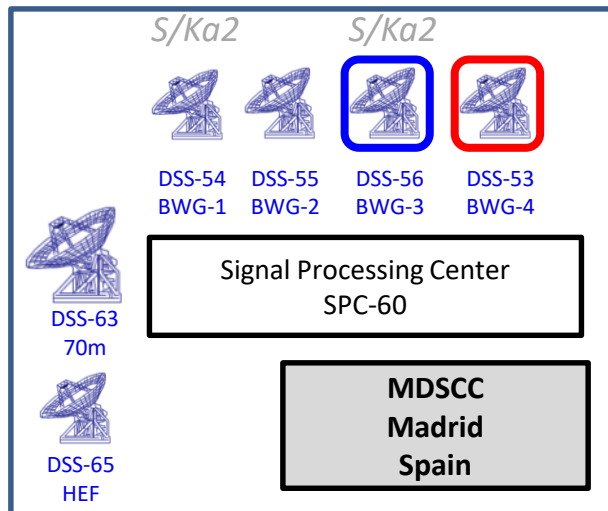 S/Ka2
S/Ka2
DSS-54
BWG-1
DSS-55
BWG-2
DSS-56
BWG-3
DSS-53
BWG-4
DSS-63
70m
Signal Processing Center
SPC-60
DSS-65
HEF
MDSCC
Madrid
Spain